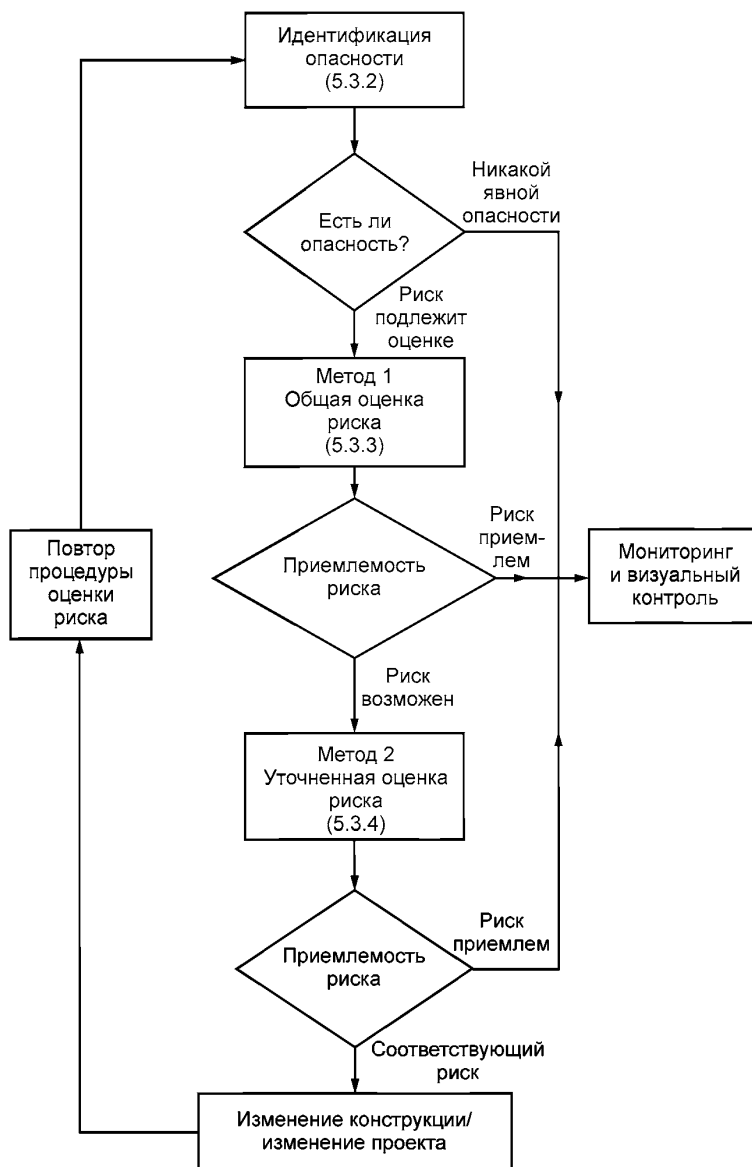 Идентификация
опасности
(5.3.2)
Никакой
явной
опасности
Есть ли
опасность?
Риск
подлежит
оценке
Метод 1
Общая оценка
риска
(5.3.3)
Повтор
процедуры
оценки
риска
Приемлемость
риска
Риск
прием-
лем
Мониторинг
и визуальный
контроль
Риск
возможен
Метод 2
Уточненная оценка
риска
(5.3.4)
Приемлемость
риска
Риск
приемлем
Соответствующий
риск
Изменение конструкции/
изменение проекта